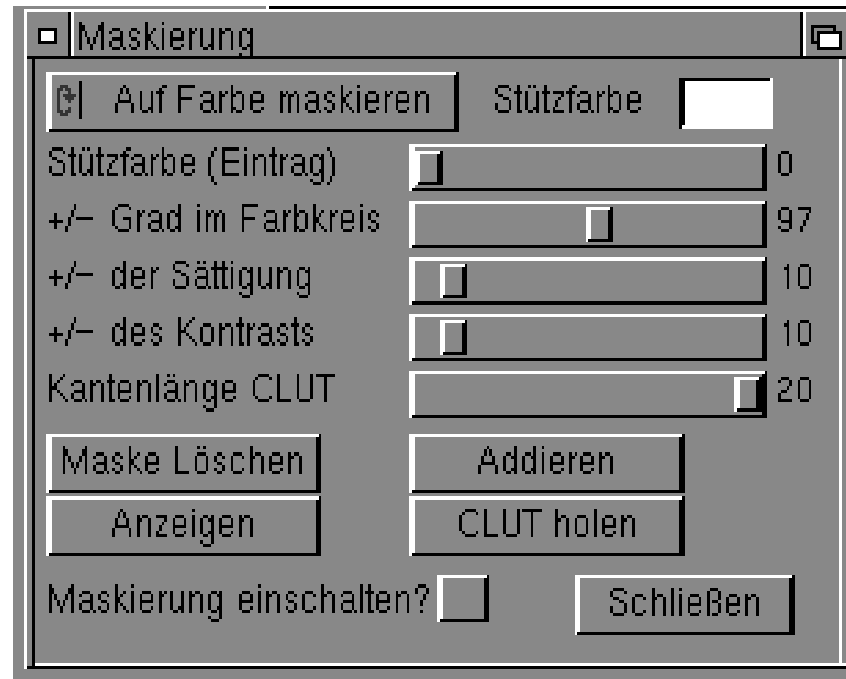 Maskierung
Auf Farbe maskieren Stützfarbe
Stützfarbe (Eintrag) 0
+/− Grad im Farbkreis 97
+/− der Sättigung 10
+/− des Kontrasts 10
Kantenlänge CLUT 20
Maske Löschen Addieren
Anzeigen CLUT holen
Maskierung einschalten? Schließen